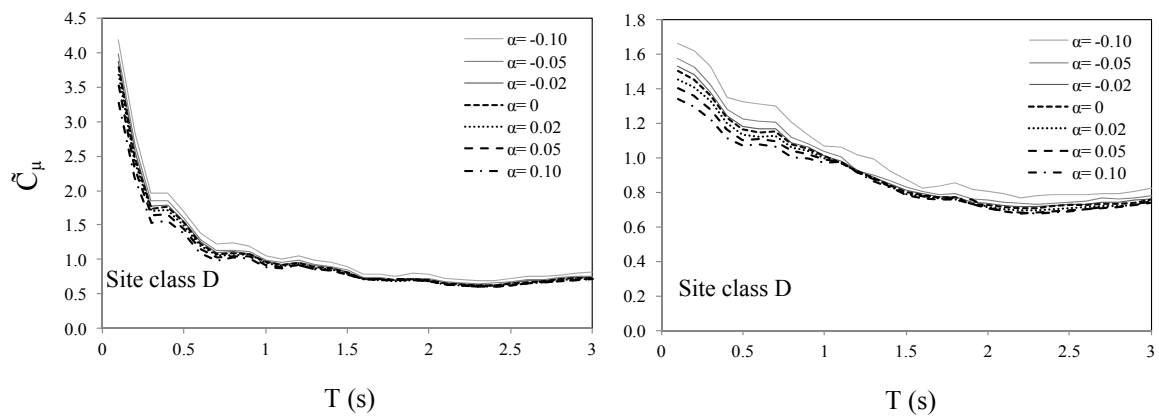 4.5
4.0
3.5
3.0
2.5
2.0
1.5
1.0
0.5
0.0
C̃μ
α= -0.10
α= -0.05
α= -0.02
α= 0
α= 0.02
α= 0.05
α= 0.10
Site class D
0 0.5 1 1.5 2 2.5 3
T (s)
1.8
1.6
1.4
1.2
1.0
0.8
0.6
0.4
0.2
0.0
α= -0.10
α= -0.05
α= -0.02
α= 0
α= 0.02
α= 0.05
α= 0.10
Site class D
0 0.5 1 1.5 2 2.5 3
T (s)